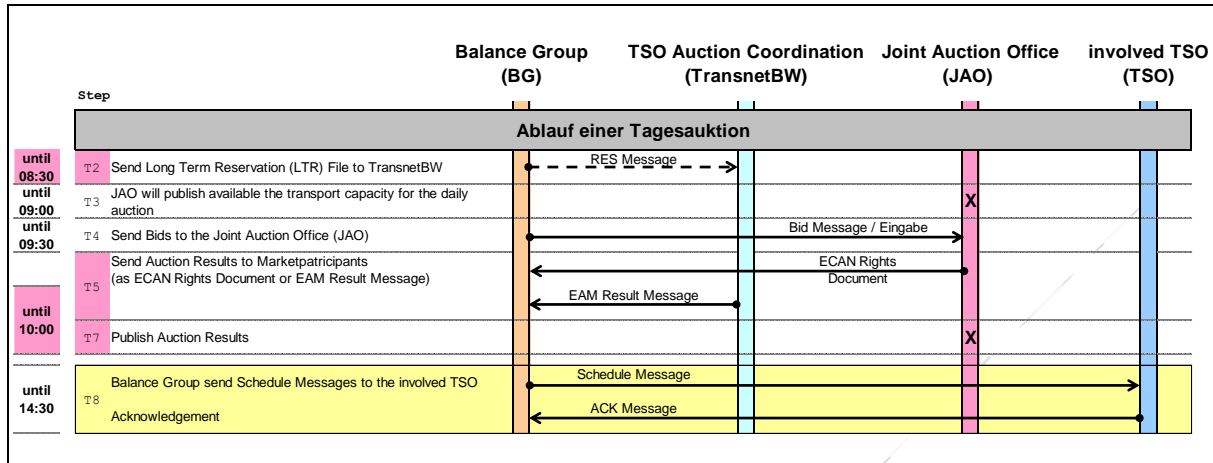 Balance Group TSO Auction Coordination Joint Auction Office involved TSO
(BG) (TransnetBW) (JAO) (TSO)
Step
Ablauf einer Tagesauktion
until
08:30
T2 Send Long Term Reservation (LTR) File to TransnetBW
RES Message
until
09:00
T3 JAO will publish available the transport capacity for the daily
auction
X
until
09:30
T4 Send Bids to the Joint Auction Office (JAO)
Bid Message / Eingabe
until
10:00
T5
Send Auction Results to Marketpatricipants
(as ECAN Rights Document or EAM Result Message)
ECAN Rights
Document
EAM Result Message
T7 Publish Auction Results
X
until
14:30
T8
Balance Group send Schedule Messages to the involved TSO
Schedule Message
Acknowledgement
ACK Message